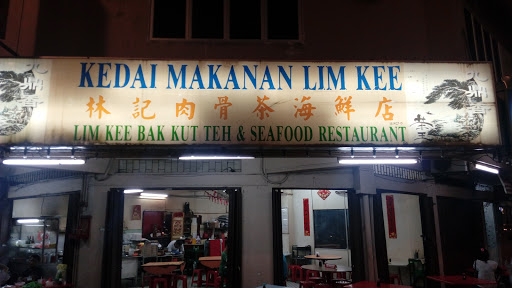 KEDAI MAKANAN LIM KEE
林記肉骨茶海鮮店
LIM KEE BAK KUT TEH & SEAFOOD RESTAURANT